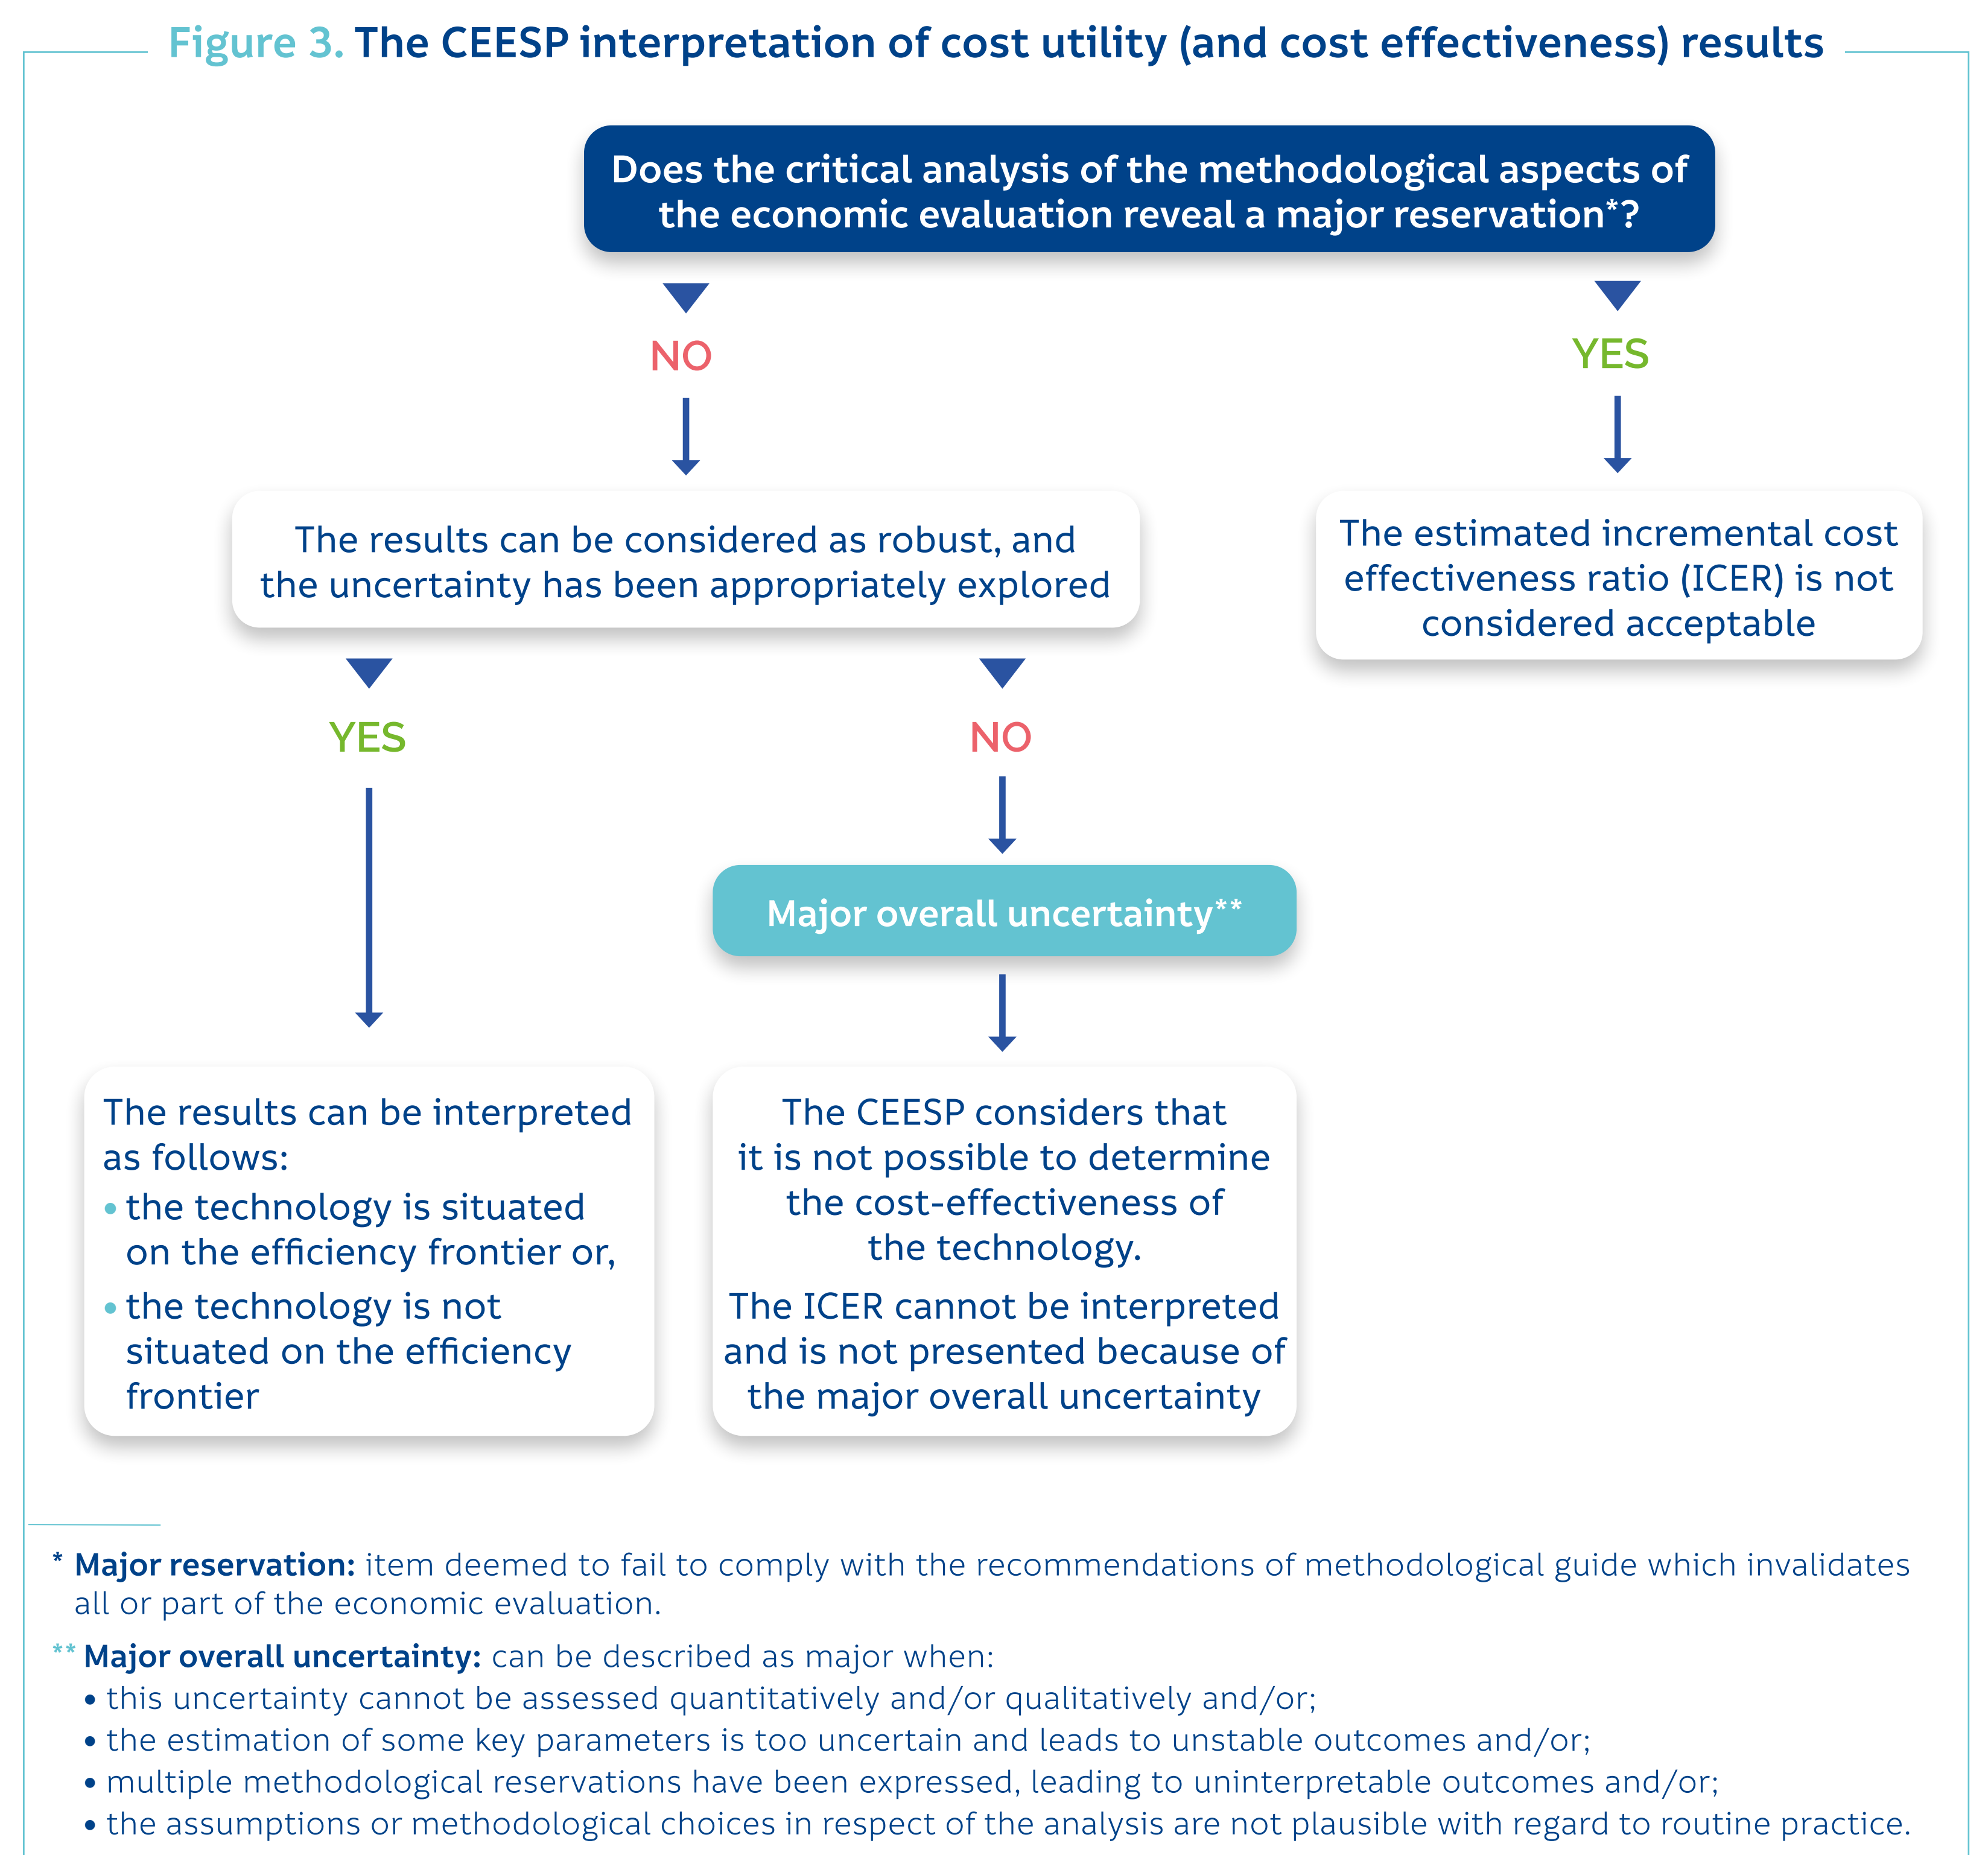 Figure 3. The CEESP interpretation of cost utility (and cost effectiveness) results
Does the critical analysis of the methodological aspects of
the economic evaluation reveal a major reservation*?
NO
YES
The results can be considered as robust, and
the uncertainty has been appropriately explored
The estimated incremental cost
effectiveness ratio (ICER) is not
considered acceptable
YES
NO
Major overall uncertainty**
The results can be interpreted
as follows:
• the technology is situated
on the efficiency frontier or,
• the technology is not
situated on the efficiency
frontier
The CEESP considers that
it is not possible to determine
the cost-effectiveness of
the technology.
The ICER cannot be interpreted
and is not presented because of
the major overall uncertainty
* Major reservation: item deemed to fail to comply with the recommendations of methodological guide which invalidates
all or part of the economic evaluation.
** Major overall uncertainty: can be described as major when:
• this uncertainty cannot be assessed quantitatively and/or qualitatively and/or;
• the estimation of some key parameters is too uncertain and leads to unstable outcomes and/or;
• multiple methodological reservations have been expressed, leading to uninterpretable outcomes and/or;
• the assumptions or methodological choices in respect of the analysis are not plausible with regard to routine practice.